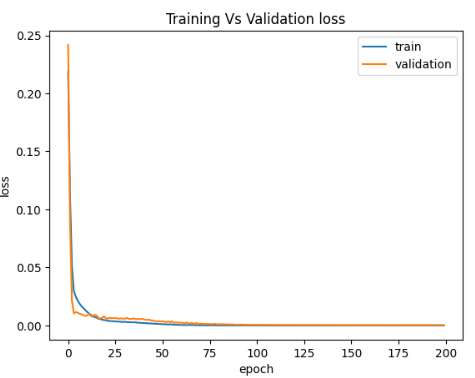 Training Vs Validation loss
train
validation
0.25
0.20
0.15
0.10
0.05
0.00
loss
0 25 50 75 100 125 150 175 200
epoch